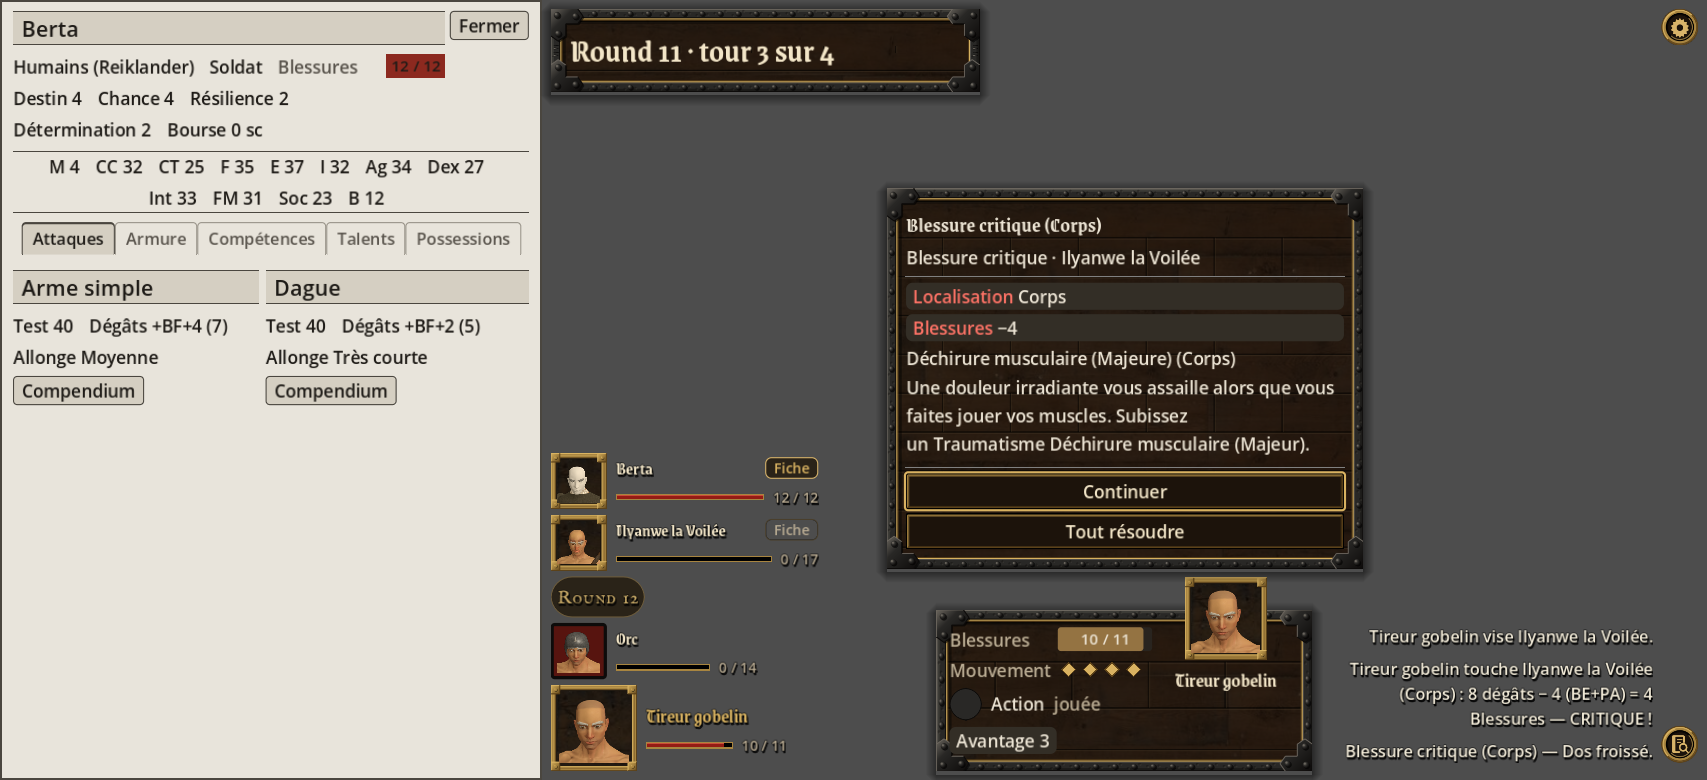 Berta
Fermer
Humains (Reiklander) Soldat Blessures 12 / 12
Destin 4 Chance 4 Résilience 2
Détermination 2 Bourse 0 sc
M 4 CC 32 CT 25 F 35 E 37 I 32 Ag 34 Dex 27
Int 33 FM 31 Soc 23 B 12
Attaques Armure Compétences Talents Possessions
Arme simple
Test 40 Dégâts +BF+4 (7)
Allonge Moyenne
Compendium
Dague
Test 40 Dégâts +BF+2 (5)
Allonge Très courte
Compendium
Round 11 · tour 3 sur 4
Berta Fiche
12 / 12
Ilyanwe la Voilée Fiche
0 / 17
Round 12
Orc
0 / 14
Tireur gobelin
10 / 11
Blessure critique (Corps)
Blessure critique · Ilyanwe la Voilée
Localisation Corps
Blessures −4
Déchirure musculaire (Majeure) (Corps)
Une douleur irradiante vous assaille alors que vous
faites jouer vos muscles. Subissez
un Traumatisme Déchirure musculaire (Majeur).
Continuer
Tout résoudre
Blessures 10 / 11
Mouvement
Tireur gobelin
Action jouée
Avantage 3
Tireur gobelin vise Ilyanwe la Voilée.
Tireur gobelin touche Ilyanwe la Voilée
(Corps) : 8 dégâts − 4 (BE+PA) = 4
Blessures — CRITIQUE !
Blessure critique (Corps) — Dos froissé.